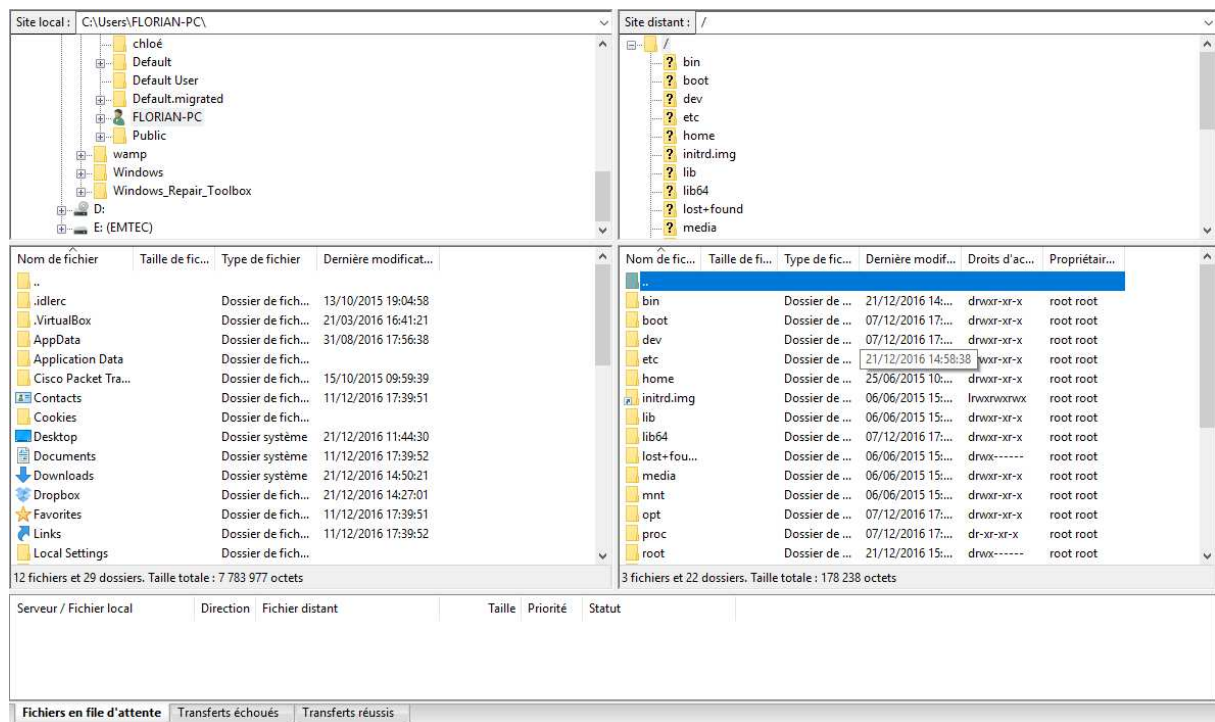 Site local : C:\Users\FLORIAN-PC\
chloé
Default
Default User
Default.migrated
FLORIAN-PC
Public
wamp
Windows
Windows_Repair_Toolbox
D:
E: (EMTEC)
Site distant : /
/
? bin
? boot
? dev
? etc
? home
? initrd.img
? lib
? lib64
? lost+found
? media
Nom de fichier Taille de fic... Type de fichier Dernière modificat...
..
.idlerc Dossier de fich... 13/10/2015 19:04:58
.VirtualBox Dossier de fich... 21/03/2016 16:41:21
AppData Dossier de fich... 31/08/2016 17:56:38
Application Data Dossier de fich...
Cisco Packet Tra... Dossier de fich... 15/10/2015 09:59:39
Contacts Dossier de fich... 11/12/2016 17:39:51
Cookies Dossier de fich...
Desktop Dossier système 21/12/2016 11:44:30
Documents Dossier système 11/12/2016 17:39:52
Downloads Dossier système 21/12/2016 14:50:21
Dropbox Dossier de fich... 21/12/2016 14:27:01
Favorites Dossier de fich... 11/12/2016 17:39:51
Links Dossier de fich... 11/12/2016 17:39:52
Local Settings Dossier de fich...
12 fichiers et 29 dossiers. Taille totale : 7 783 977 octets
Nom de fic... Taille de fi... Type de fic... Dernière modif... Droits d'ac... Propriétair...
..
bin Dossier de ... 21/12/2016 14:... drwxr-xr-x root root
boot Dossier de ... 07/12/2016 17:... drwxr-xr-x root root
dev Dossier de ... 07/12/2016 17:... drwxr-xr-x root root
etc Dossier de ... 21/12/2016 14:58:38 wxr-xr-x root root
home Dossier de ... 25/06/2015 10:... drwxr-xr-x root root
initrd.img Dossier de ... 06/06/2015 15:... lrwxrwxrwx root root
lib Dossier de ... 06/06/2015 15:... drwxr-xr-x root root
lib64 Dossier de ... 07/12/2016 17:... drwxr-xr-x root root
lost+fou... Dossier de ... 06/06/2015 15:... drwx------ root root
media Dossier de ... 06/06/2015 15:... drwxr-xr-x root root
mnt Dossier de ... 06/06/2015 15:... drwxr-xr-x root root
opt Dossier de ... 07/12/2016 17:... drwxr-xr-x root root
proc Dossier de ... 07/12/2016 17:... dr-xr-xr-x root root
root Dossier de ... 21/12/2016 15:... drwx------ root root
3 fichiers et 22 dossiers. Taille totale : 178 238 octets
Serveur / Fichier local Direction Fichier distant Taille Priorité Statut
Fichiers en file d'attente Transferts échoués Transferts réussis